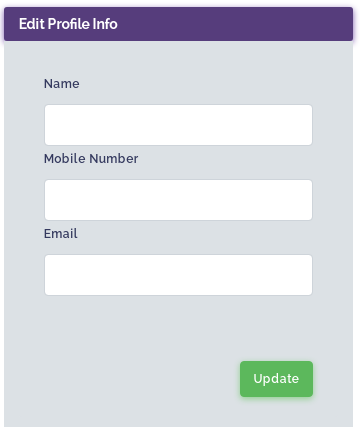 Edit Profile Info
Name
Mobile Number
Email
Update